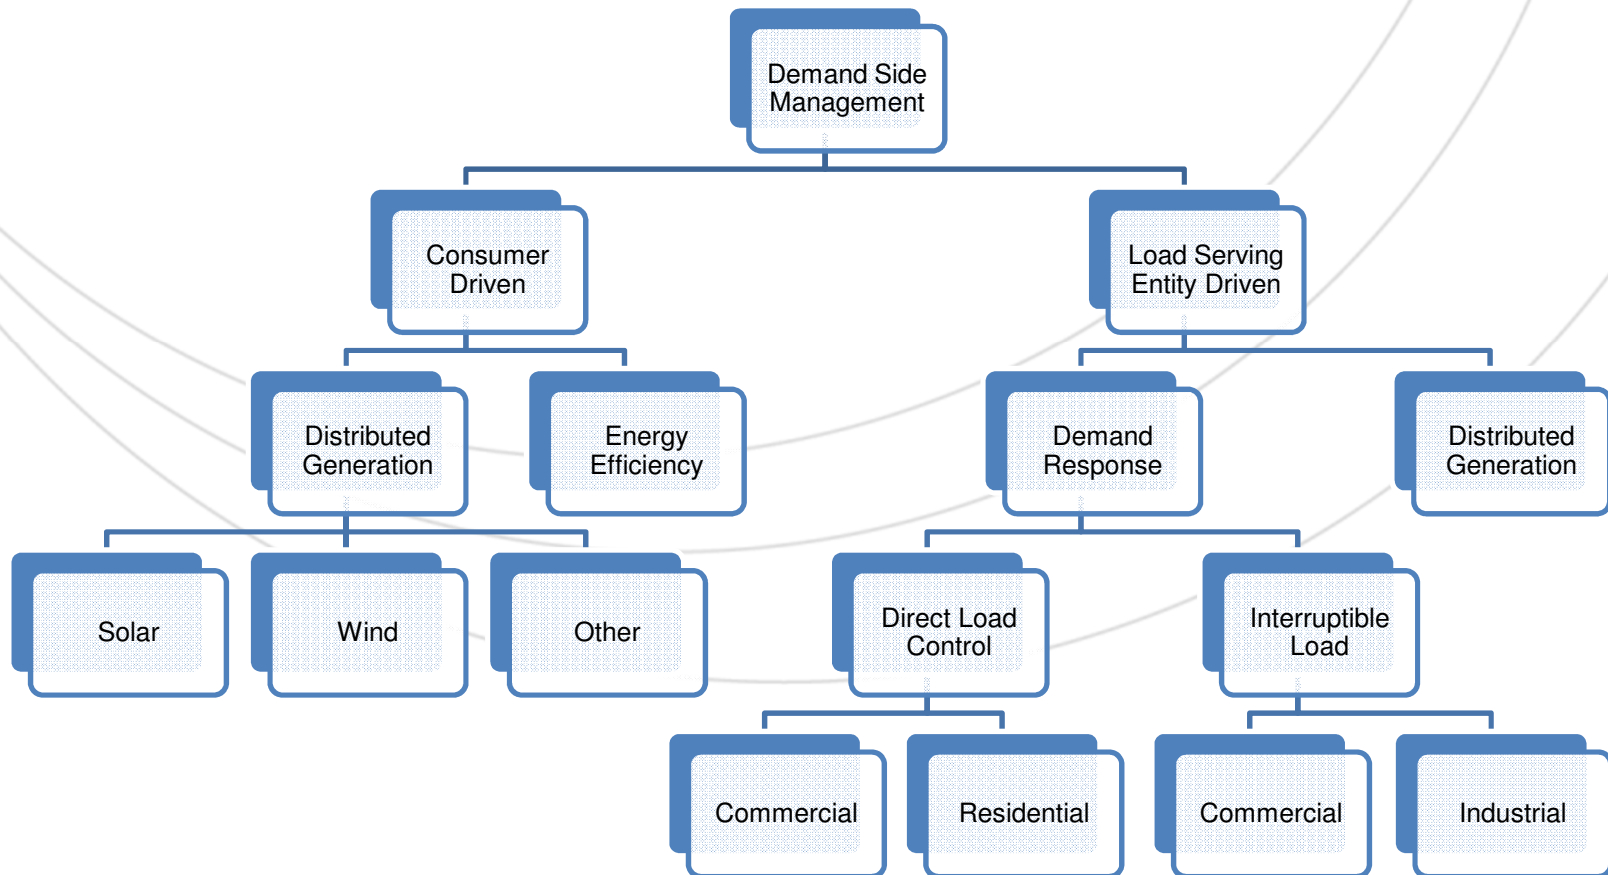 Demand Side
Management
Consumer
Driven
Load Serving
Entity Driven
Distributed
Generation
Energy
Efficiency
Demand
Response
Distributed
Generation
Solar
Wind
Other
Direct Load
Control
Interruptible
Load
Commercial
Residential
Commercial
Industrial